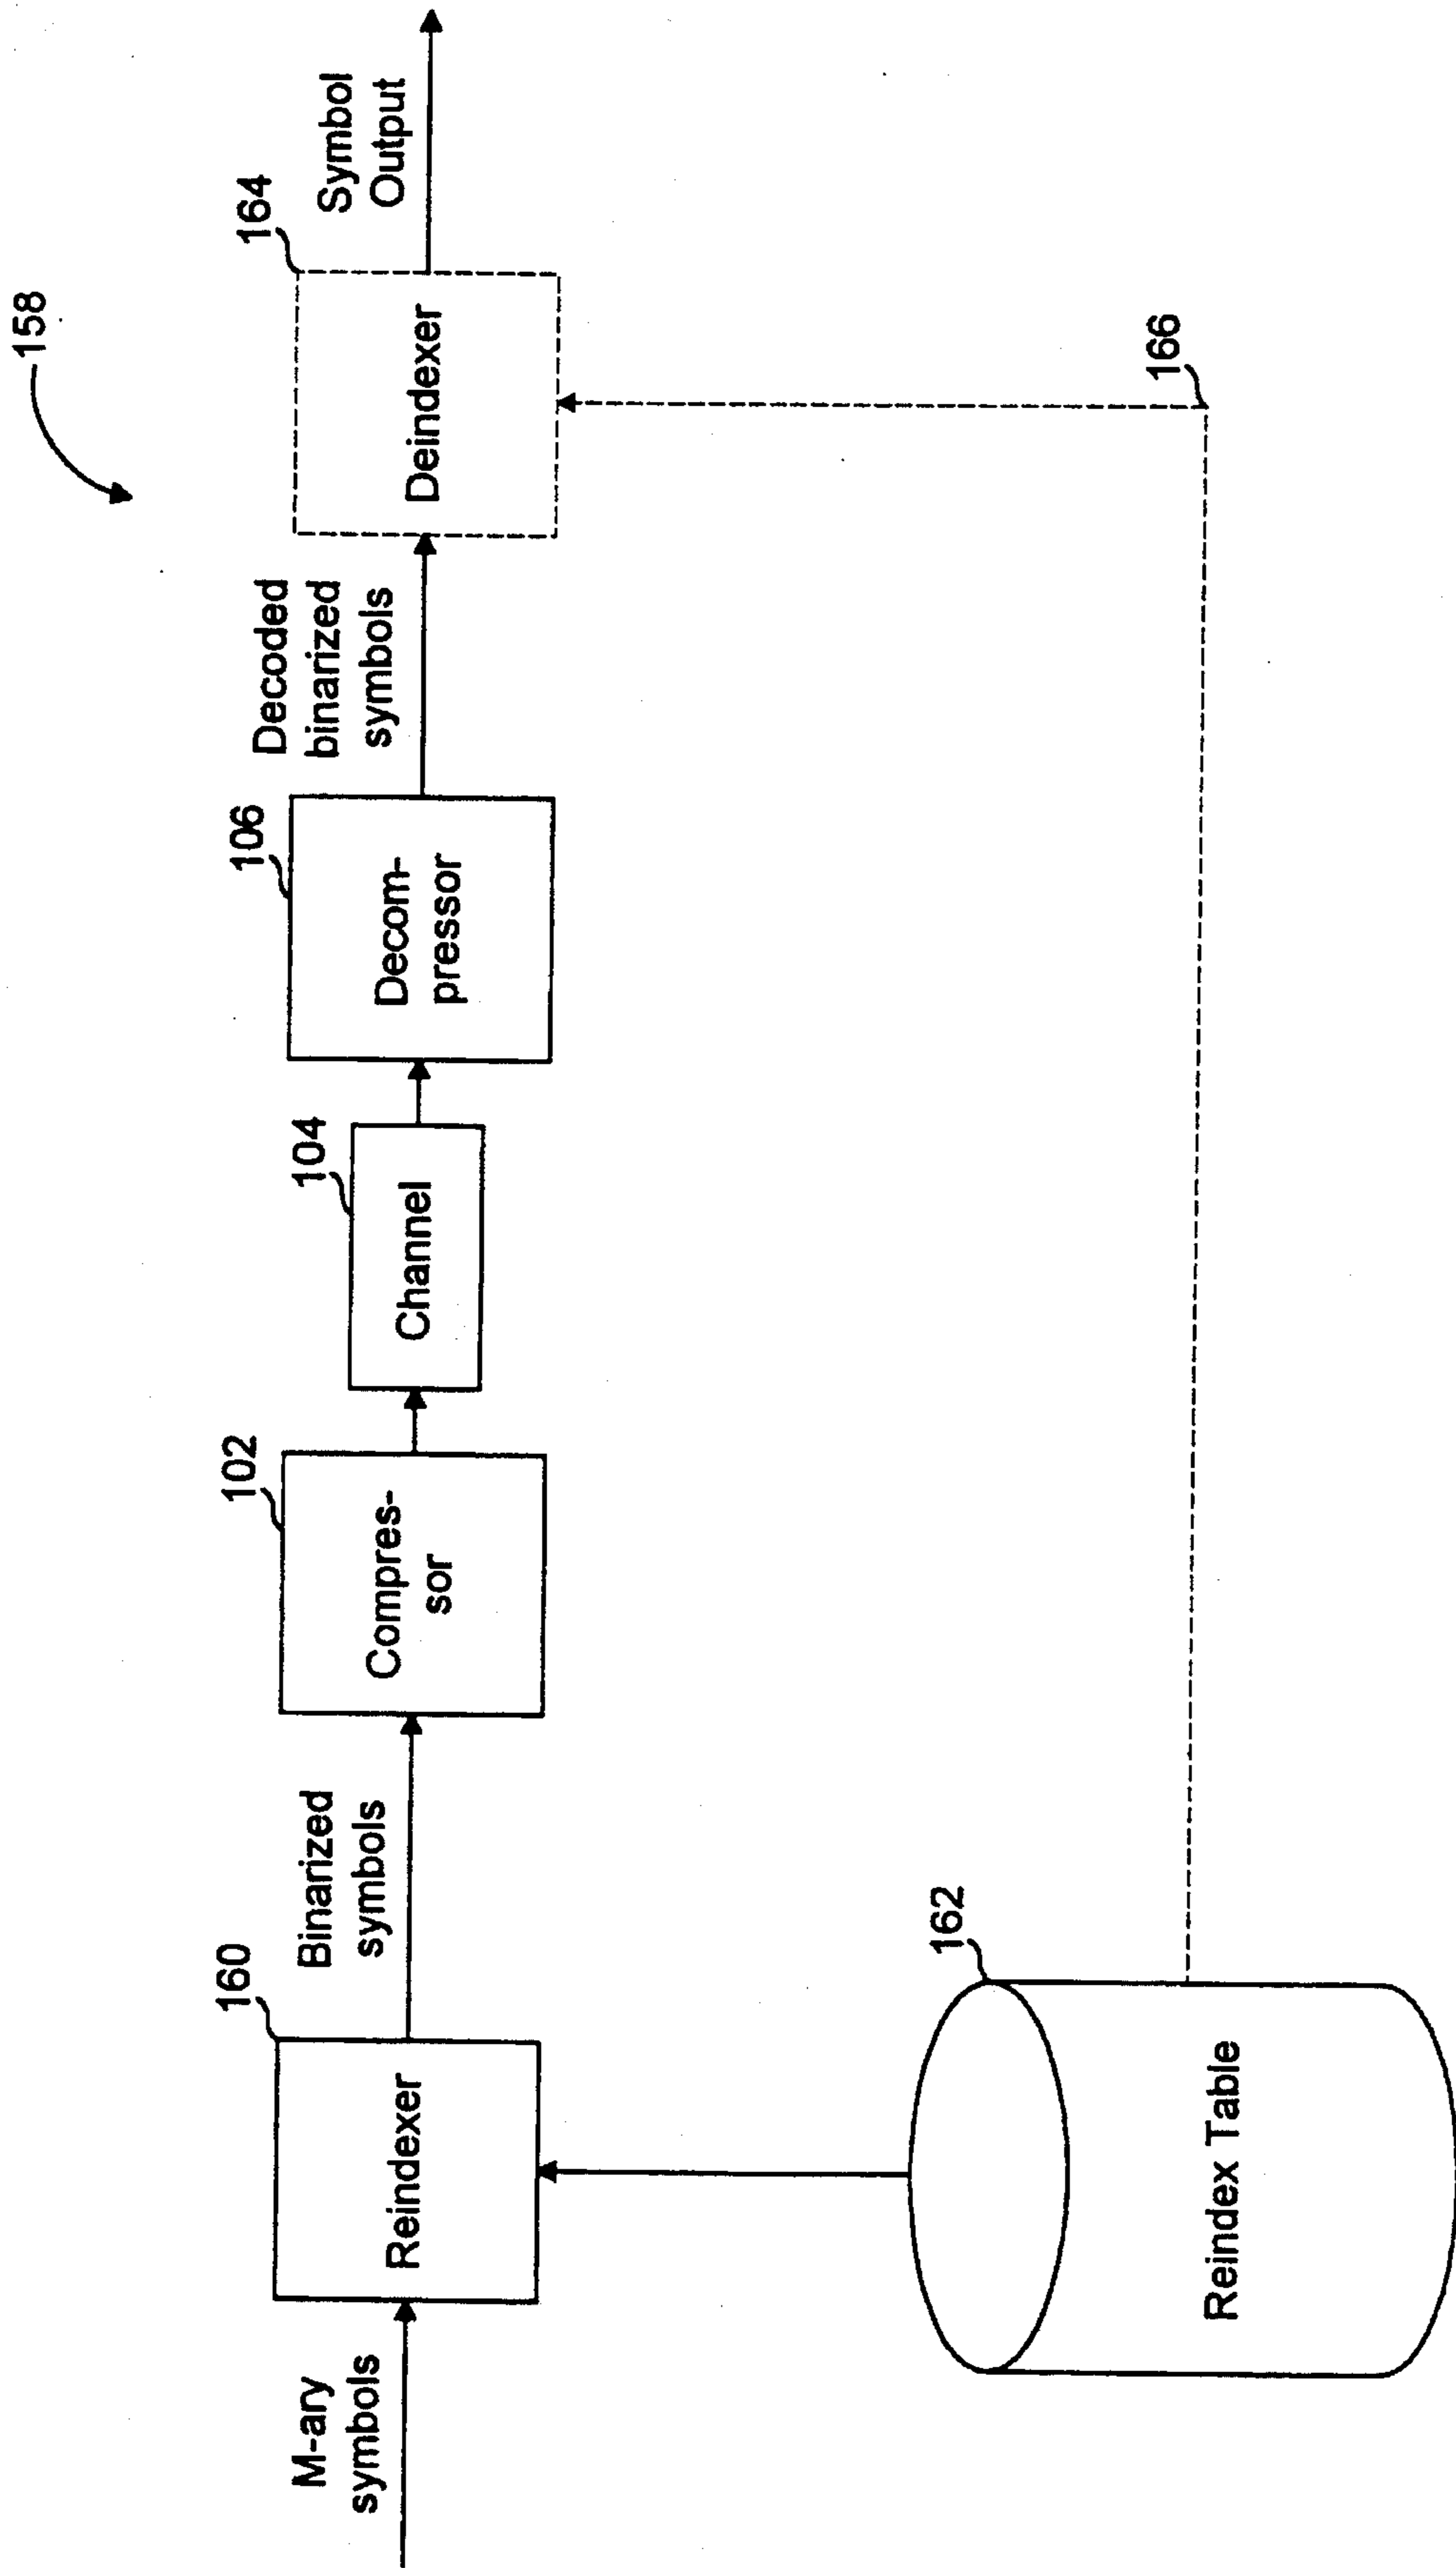 158
M-ary
symbols
160
Reindexer
Binarized
symbols
102
Compres-
sor
104
Channel
106
Decom-
pressor
Decoded
binarized
symbols
164
Deindexer
Symbol
Output
162
Reindex Table
166